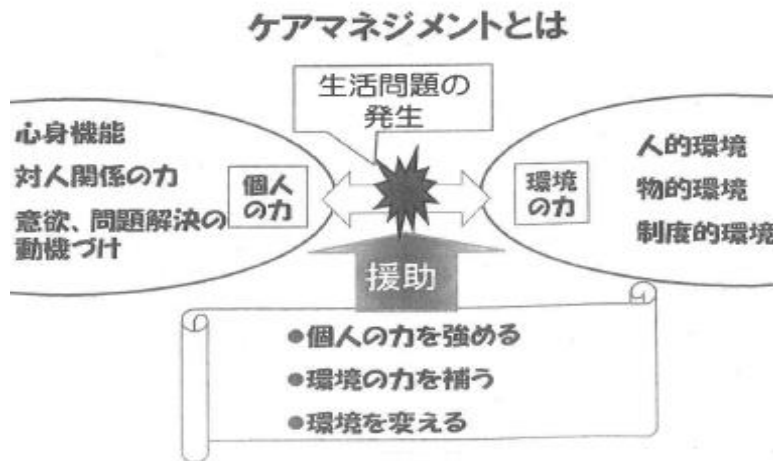 ケアマネジメントとは
生活問題の
発生
心身機能
対人関係の力
意欲、問題解決の
動機づけ
個人
の力
環境
の力
人的環境
物的環境
制度的環境
援助
●個人の力を強める
●環境の力を補う
●環境を変える